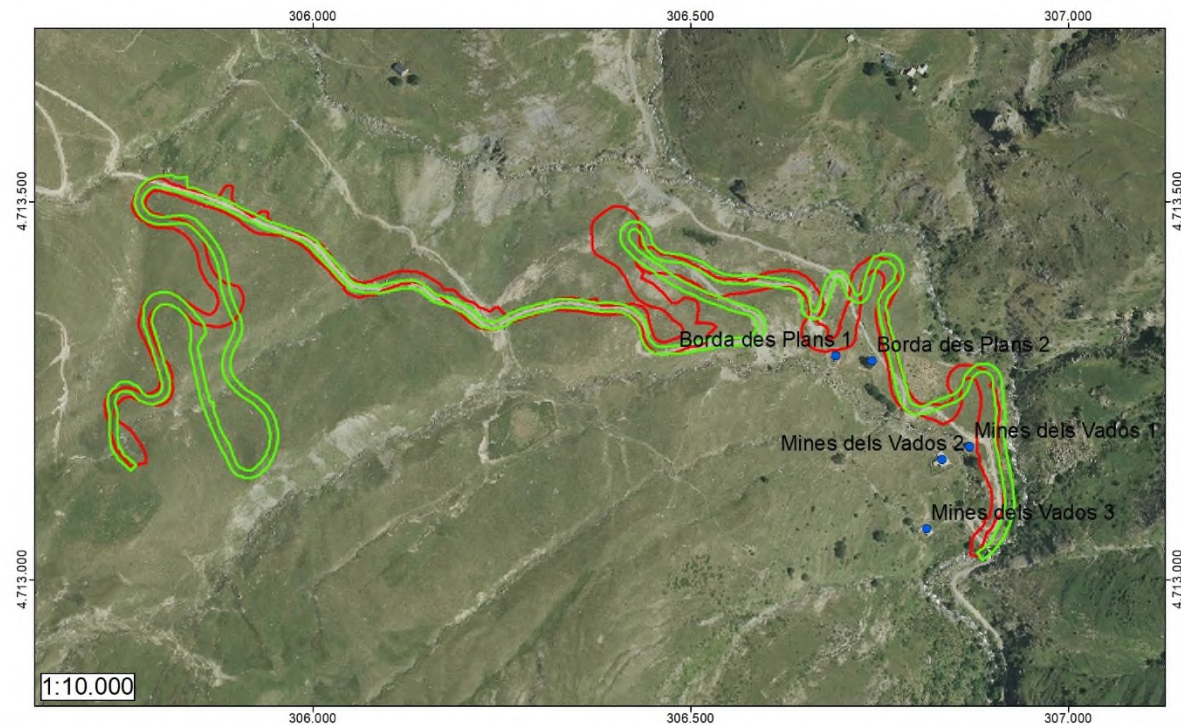 306.000 306.500 307.000
4.713.500 4.713.500
Borda des Plans 1 Borda des Plans 2
Mines dels Vados 2 Mines dels Vados 1
Mines dels Vados 3
4.713.000 4.713.000
1:10.000
306.000 306.500 307.000